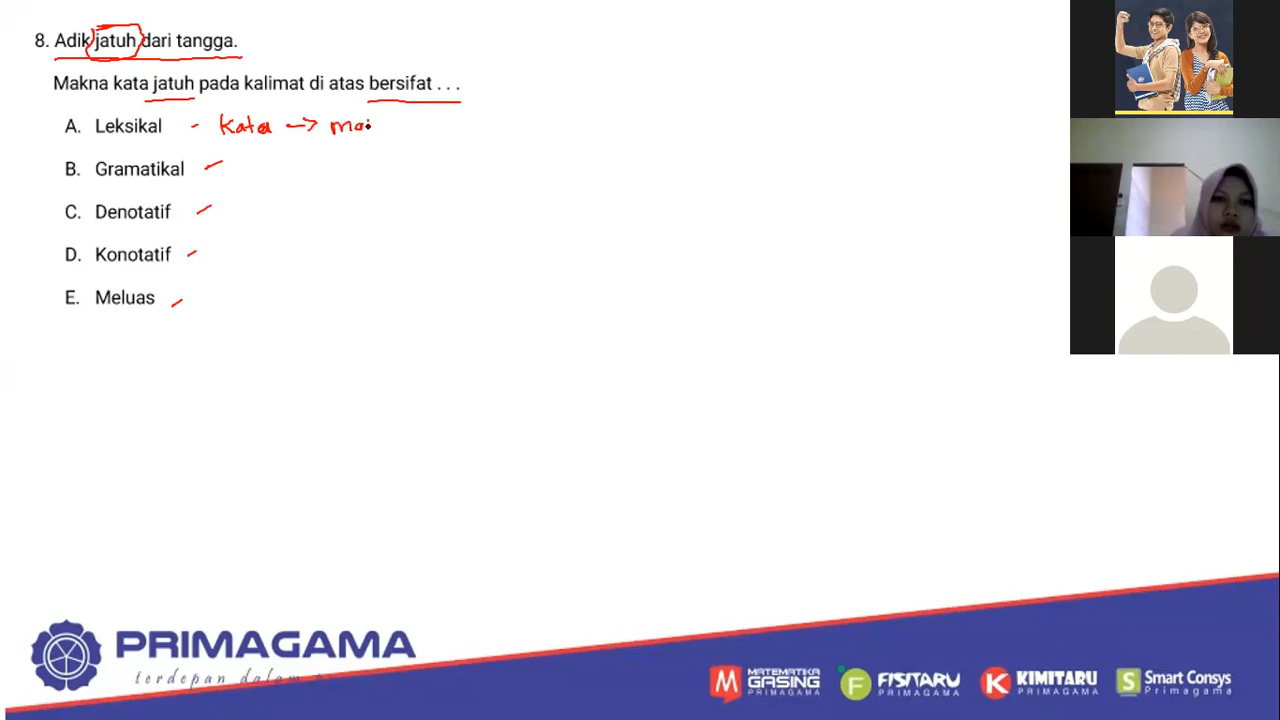 8. Adik jatuh dari tangga.
Makna kata jatuh pada kalimat di atas bersifat . . .
A. Leksikal - Kata -> ma
B. Gramatikal
C. Denotatif
D. Konotatif
E. Meluas
PRIMAGAMA
terdepan dalam
MATEMATIKA
GASING
PRIMAGAMA
FISITARU
PRIMAGAMA
KIMITARU
PRIMAGAMA
Smart Consys
Primagama